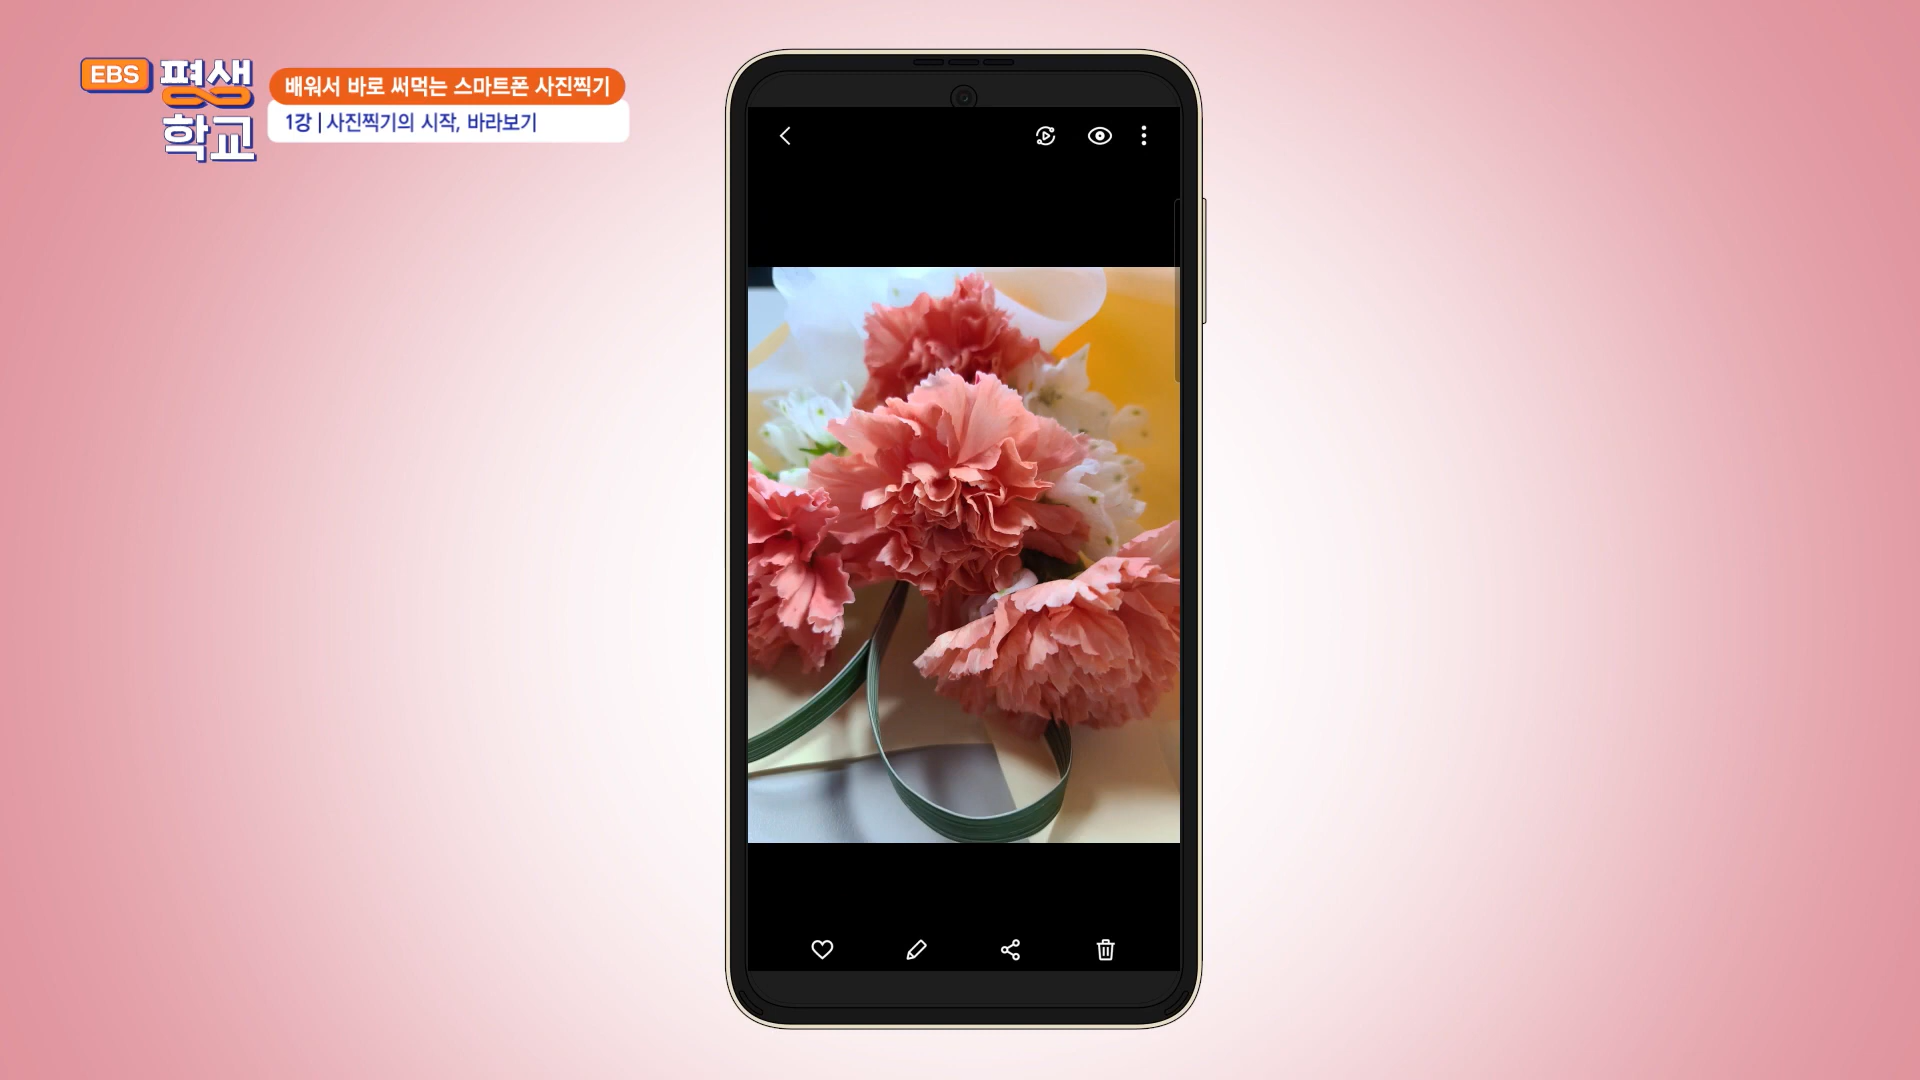 EBS 평생
학교
배워서 바로 써먹는 스마트폰 사진찍기
1강 | 사진찍기의 시작, 바라보기